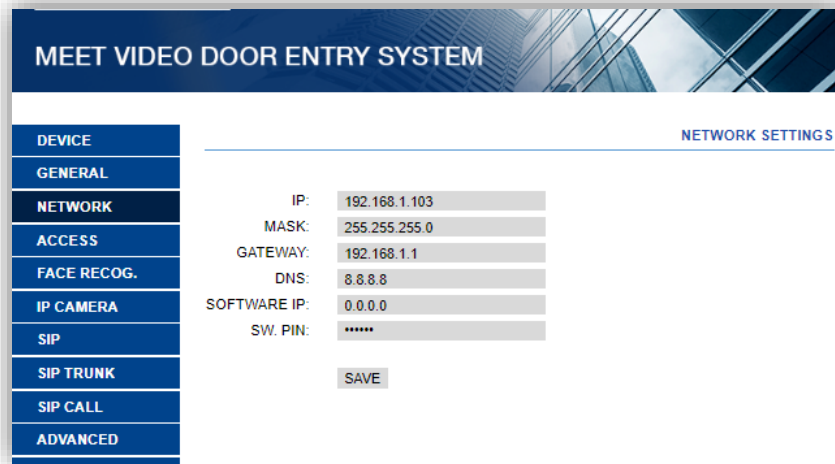 MEET VIDEO DOOR ENTRY SYSTEM
NETWORK SETTINGS
DEVICE
GENERAL
NETWORK
ACCESS
FACE RECOG.
IP CAMERA
SIP
SIP TRUNK
SIP CALL
ADVANCED
IP: 192.168.1.103
MASK: 255.255.255.0
GATEWAY: 192.168.1.1
DNS: 8.8.8.8
SOFTWARE IP: 0.0.0.0
SW. PIN: ••••••
SAVE